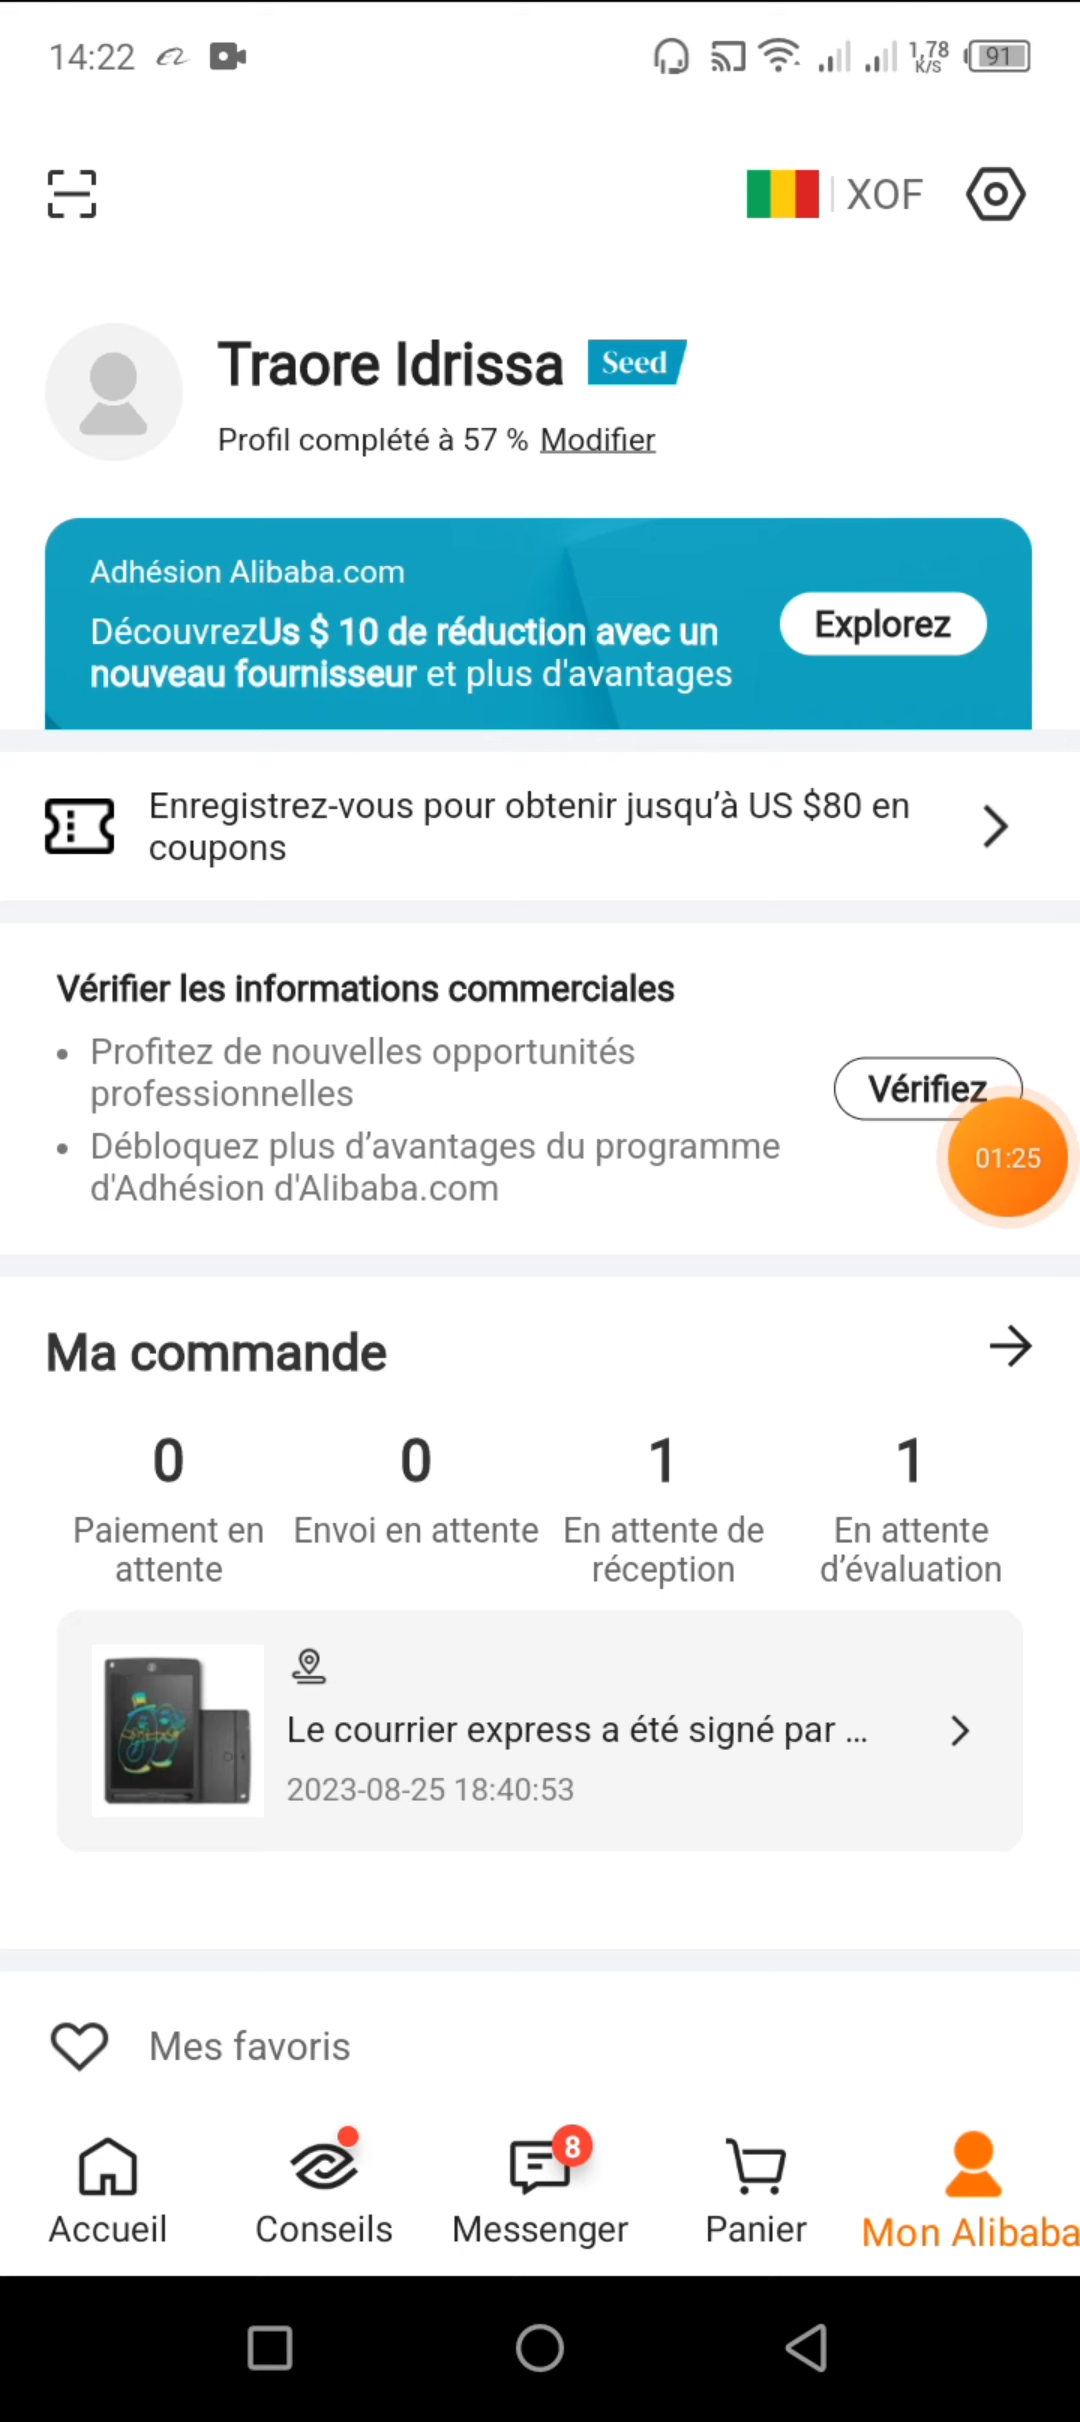 14:22
1,78
K/S
91
XOF
Traore Idrissa
Seed
Profil complété à 57 % Modifier
Adhésion Alibaba.com
DécouvrezUs $ 10 de réduction avec un
nouveau fournisseur et plus d'avantages
Explorez
Enregistrez-vous pour obtenir jusqu’à US $80 en
coupons
Vérifier les informations commerciales
• Profitez de nouvelles opportunités
professionnelles
• Débloquez plus d’avantages du programme
d'Adhésion d'Alibaba.com
Vérifiez
01:25
Ma commande
0
Paiement en
attente
0
Envoi en attente
1
En attente de
réception
1
En attente
d’évaluation
Le courrier express a été signé par ...
2023-08-25 18:40:53
Mes favoris
Accueil
Conseils
8
Messenger
Panier
Mon Alibaba